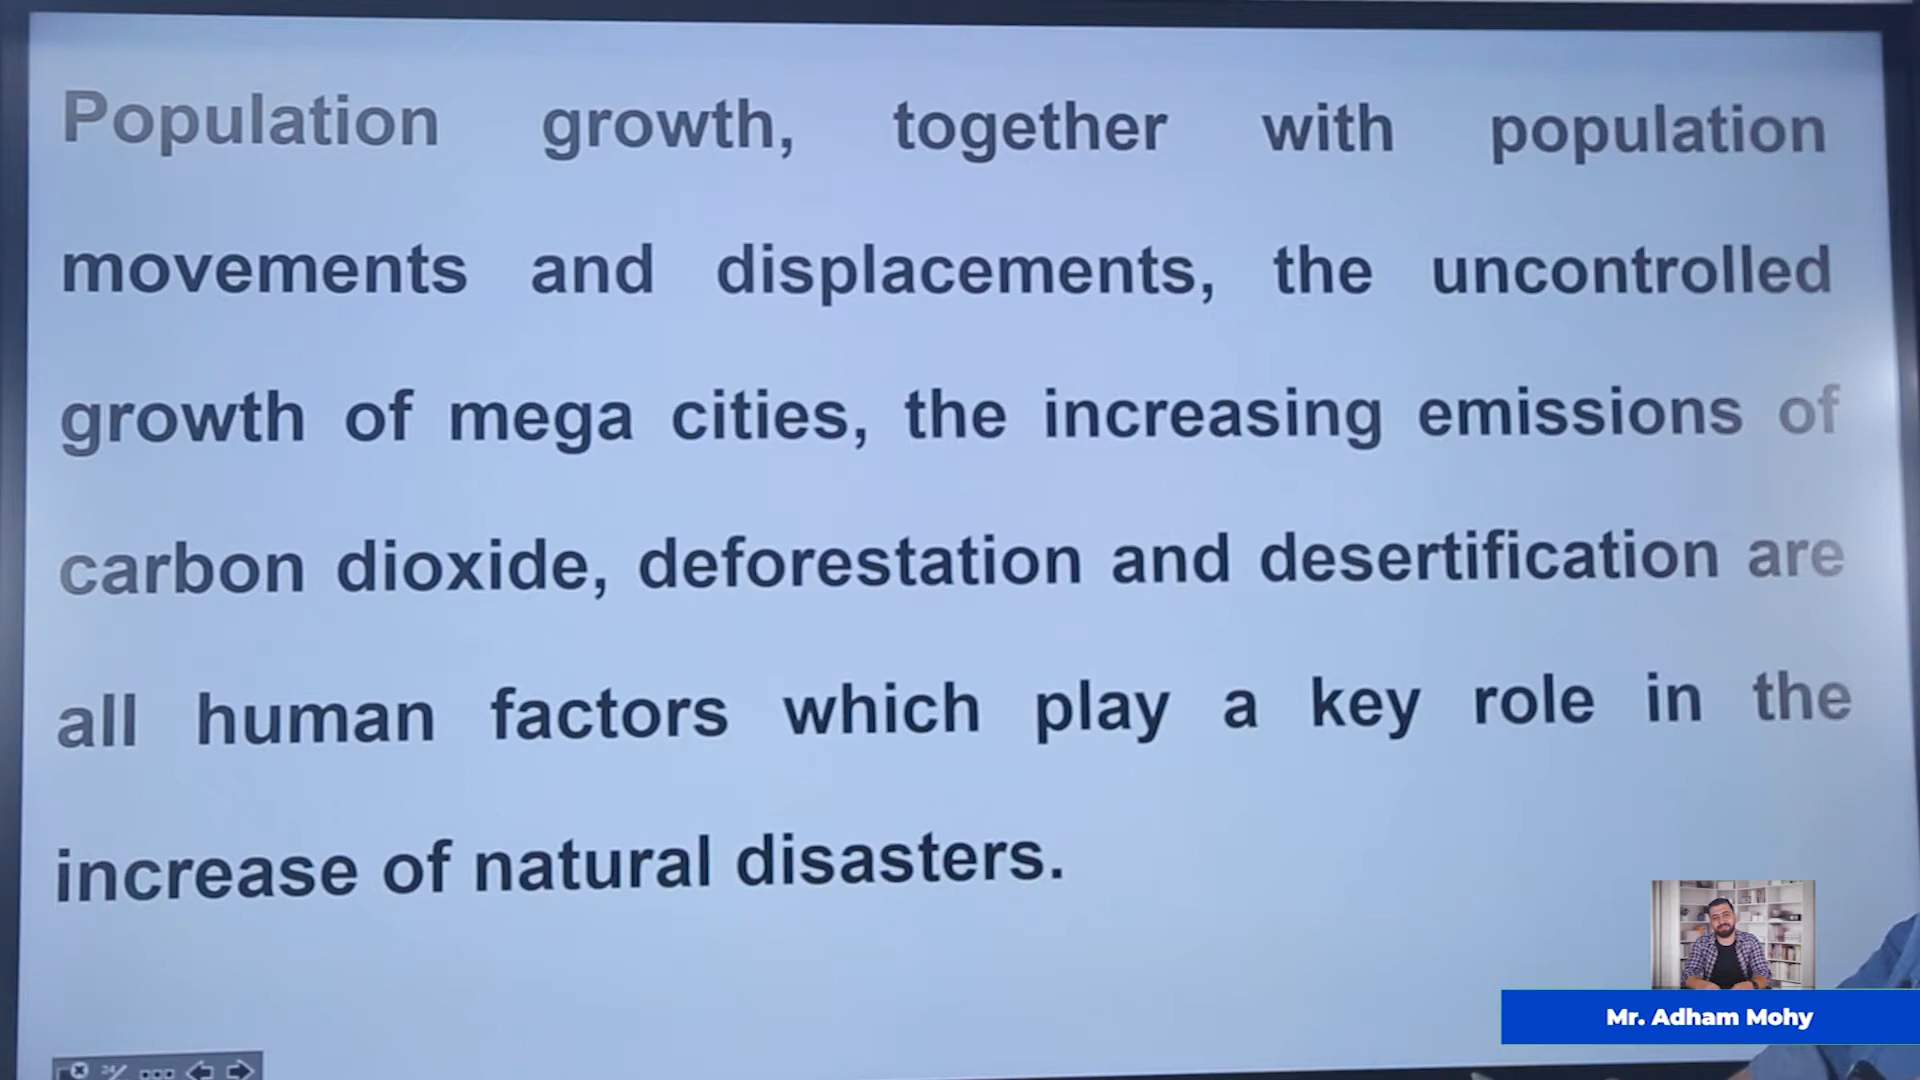 Population growth, together with population
movements and displacements, the uncontrolled
growth of mega cities, the increasing emissions of
carbon dioxide, deforestation and desertification are
all human factors which play a key role in the
increase of natural disasters.
Mr. Adham Mohy